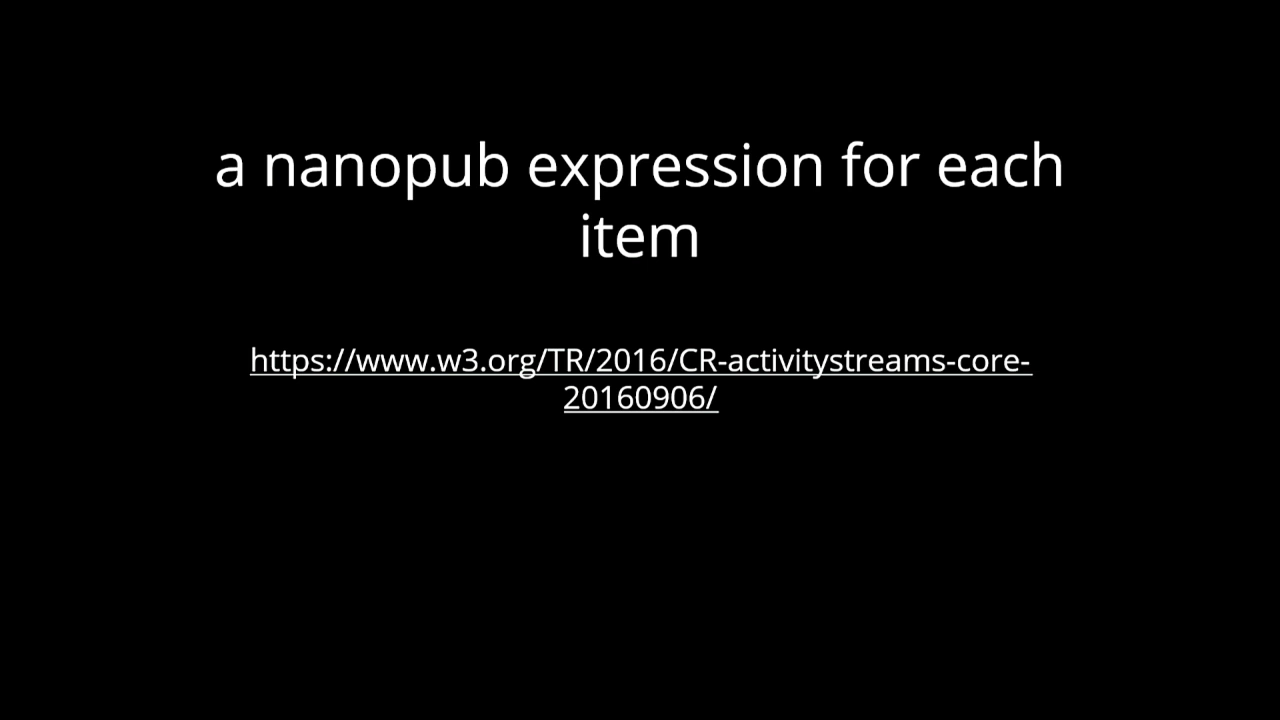 a nanopub expression for each
item
https://www.w3.org/TR/2016/CR-activitystreams-core-
20160906/